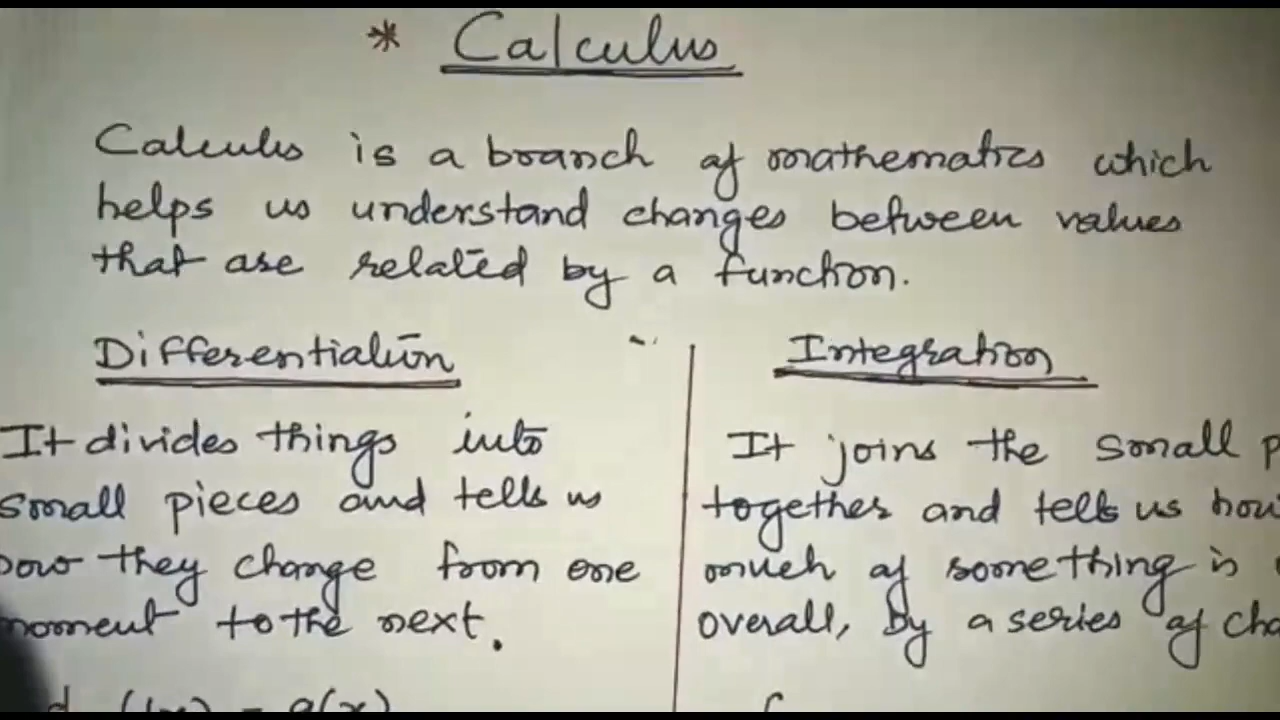 * Calculus
Calculus is a branch of mathematics which
helps us understand changes between values
that are related by a function.
Differentiation
It divides things into
small pieces and tells us
how they change from one
moment to the next.
Integration
It joins the small
together and tells us how
much of something is
overall, by a series of